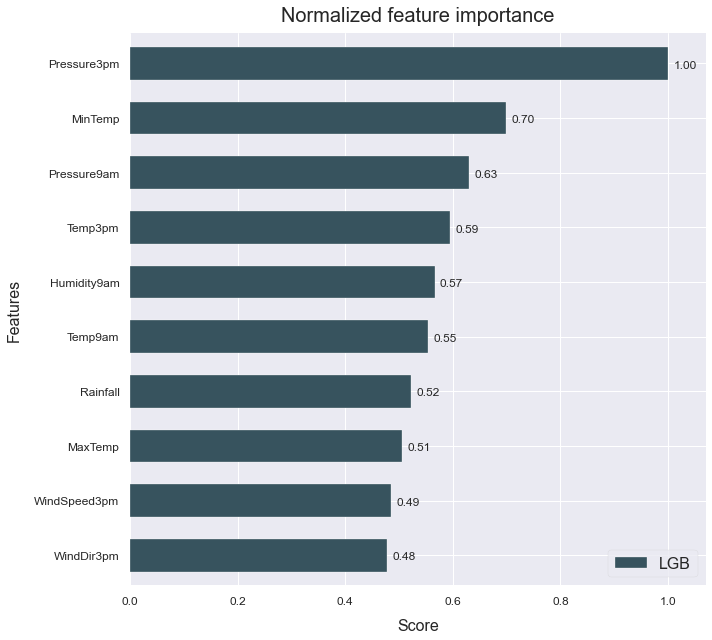 Normalized feature importance
Features
Pressure3pm 1.00
MinTemp 0.70
Pressure9am 0.63
Temp3pm 0.59
Humidity9am 0.57
Temp9am 0.55
Rainfall 0.52
MaxTemp 0.51
WindSpeed3pm 0.49
WindDir3pm 0.48
LGB
0.0 0.2 0.4 0.6 0.8 1.0
Score